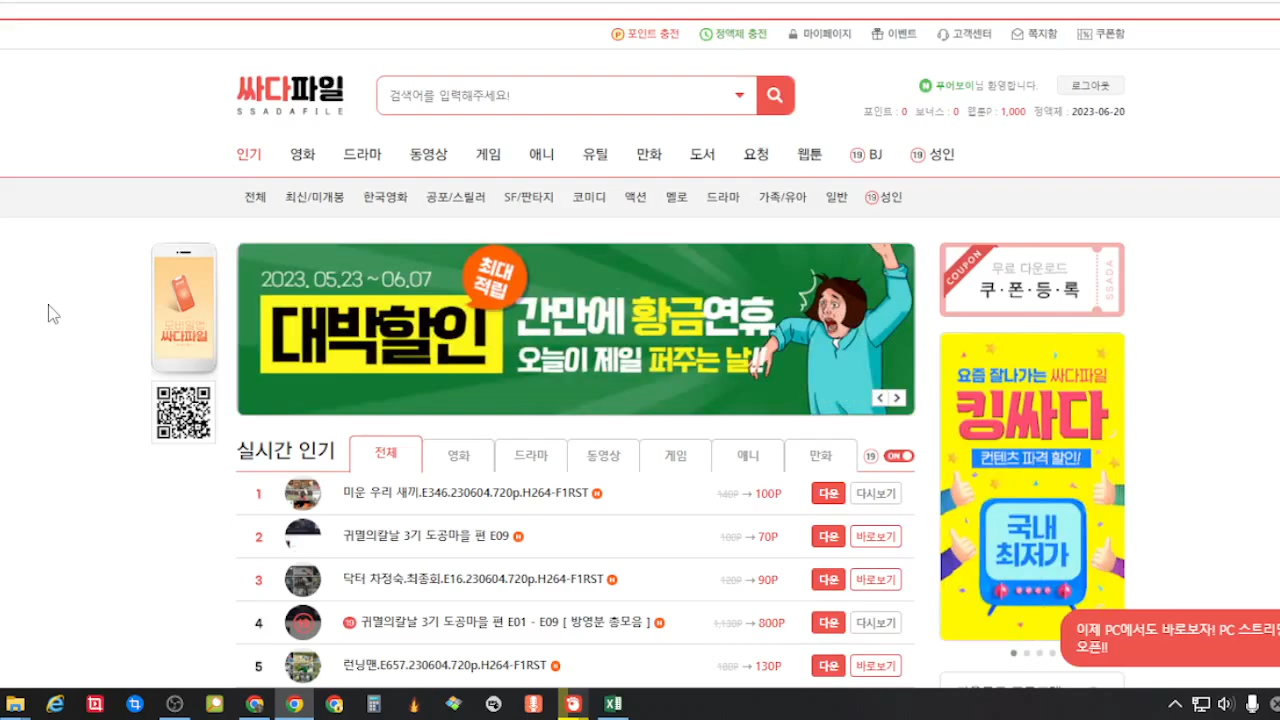 포인트 충전 정액제 충전 마이페이지 이벤트 고객센터 쪽지함 쿠폰함
싸다파일
SSADAFILE
검색어를 입력해주세요!
푸어보이님 환영합니다. 로그아웃
포인트 : 0 보너스 : 0 웹툰P : 1,000 정액제 : 2023-06-20
인기 영화 드라마 동영상 게임 애니 유틸 만화 도서 요청 웹툰 19 BJ 19 성인
전체 최신/미개봉 한국영화 공포/스릴러 SF/판타지 코미디 액션 멜로 드라마 가족/유아 일반 19 성인
모바일앱
싸다파일
2023. 05.23 ~ 06.07
최대
적립
대박할인
간만에 황금연휴
오늘이 제일 퍼주는 날!!
COUPON
무료 다운로드
쿠·폰·등·록
SSADA
요즘 잘나가는 싸다파일
킹싸다
컨텐츠 파격 할인!
국내
최저가
실시간 인기 전체 영화 드라마 동영상 게임 애니 만화 19 ON
1 미운 우리 새끼.E346.230604.720p.H264-F1RST N 140P → 100P 다운 다시보기
2 귀멸의칼날 3기 도공마을 편 E09 N 100P → 70P 다운 바로보기
3 닥터 차정숙.최종회.E16.230604.720p.H264-F1RST N 120P → 90P 다운 바로보기
4 귀멸의칼날 3기 도공마을 편 E01 - E09 [ 방영분 총모음 ] N 1,130P → 800P 다운 다시보기
5 런닝맨.E657.230604.720p.H264-F1RST N 180P → 130P 다운 바로보기
이제 PC에서도 바로보자! PC 스트리밍
오픈!!